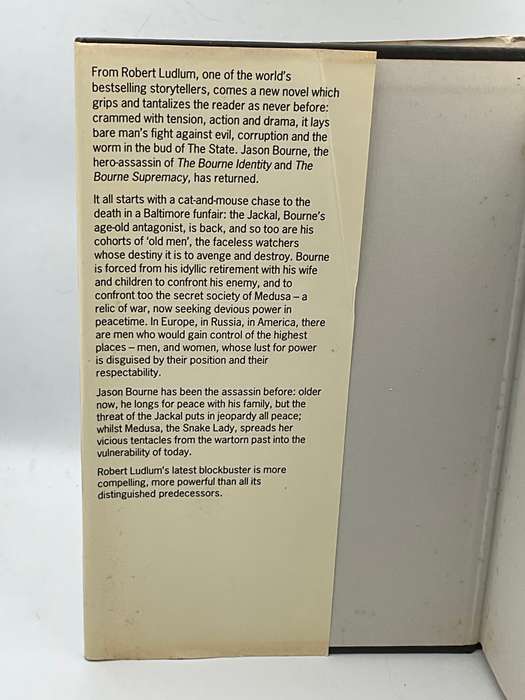 From Robert Ludlum, one of the world's
bestselling storytellers, comes a new novel which
grips and tantalizes the reader as never before:
crammed with tension, action and drama, it lays
bare man's fight against evil, corruption and the
worm in the bud of The State. Jason Bourne, the
hero-assassin of The Bourne Identity and The
Bourne Supremacy, has returned.
It all starts with a cat-and-mouse chase to the
death in a Baltimore funfair: the Jackal, Bourne's
age-old antagonist, is back, and so too are his
cohorts of 'old men', the faceless watchers
whose destiny it is to avenge and destroy. Bourne
is forced from his idyllic retirement with his wife
and children to confront his enemy, and to
confront too the secret society of Medusa – a
relic of war, now seeking devious power in
peacetime. In Europe, in Russia, in America, there
are men who would gain control of the highest
places – men, and women, whose lust for power
is disguised by their position and their
respectability.
Jason Bourne has been the assassin before: older
now, he longs for peace with his family, but the
threat of the Jackal puts in jeopardy all peace;
whilst Medusa, the Snake Lady, spreads her
vicious tentacles from the wartorn past into the
vulnerability of today.
Robert Ludlum's latest blockbuster is more
compelling, more powerful than all its
distinguished predecessors.